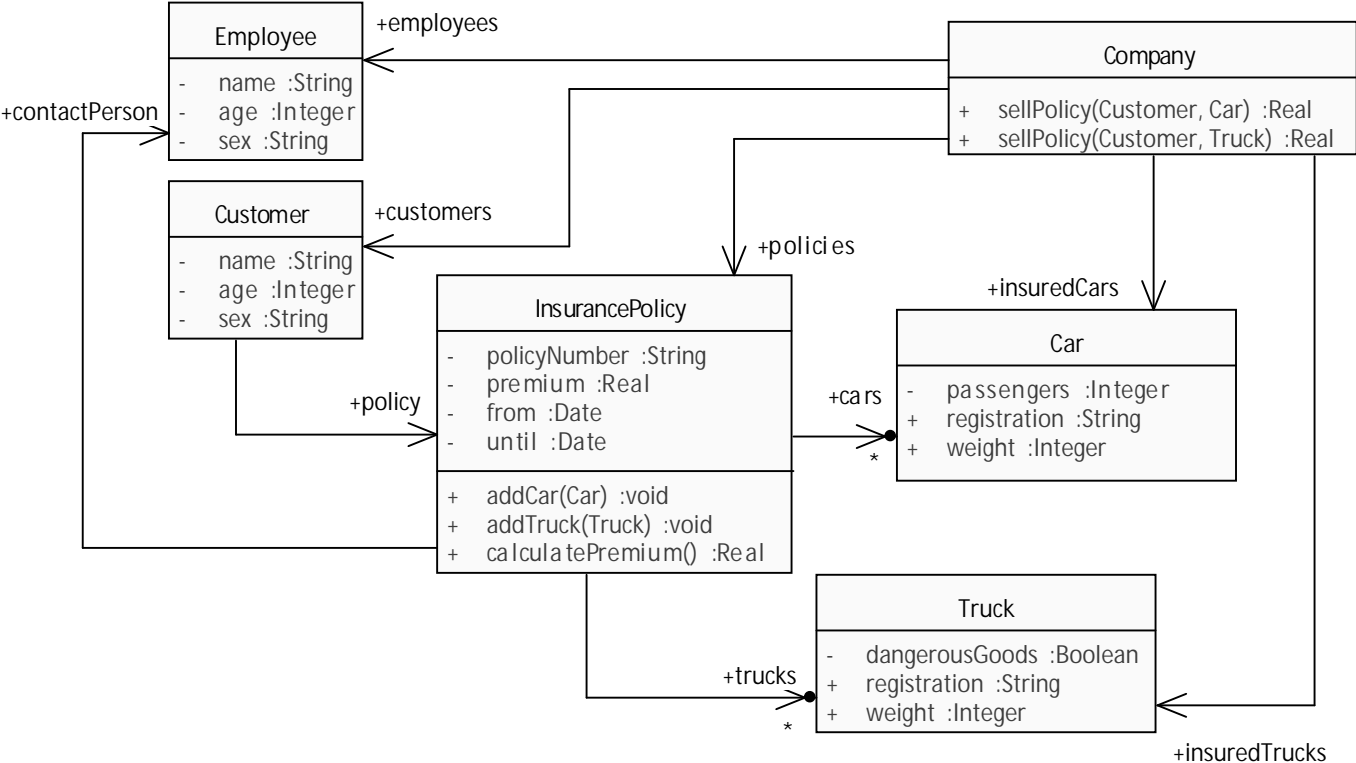 Employee
- name :String
- age :Integer
- sex :String
+employees
+contactPerson
Company
+ sellPolicy(Customer, Car) :Real
+ sellPolicy(Customer, Truck) :Real
Customer
- name :String
- age :Integer
- sex :String
+customers
+policies
+insuredCars
InsurancePolicy
- policyNumber :String
- premium :Real
- from :Date
- until :Date
+ addCar(Car) :void
+ addTruck(Truck) :void
+ calculatePremium() :Real
+policy
+cars
*
Car
- passengers :Integer
+ registration :String
+ weight :Integer
+trucks
*
Truck
- dangerousGoods :Boolean
+ registration :String
+ weight :Integer
+insuredTrucks